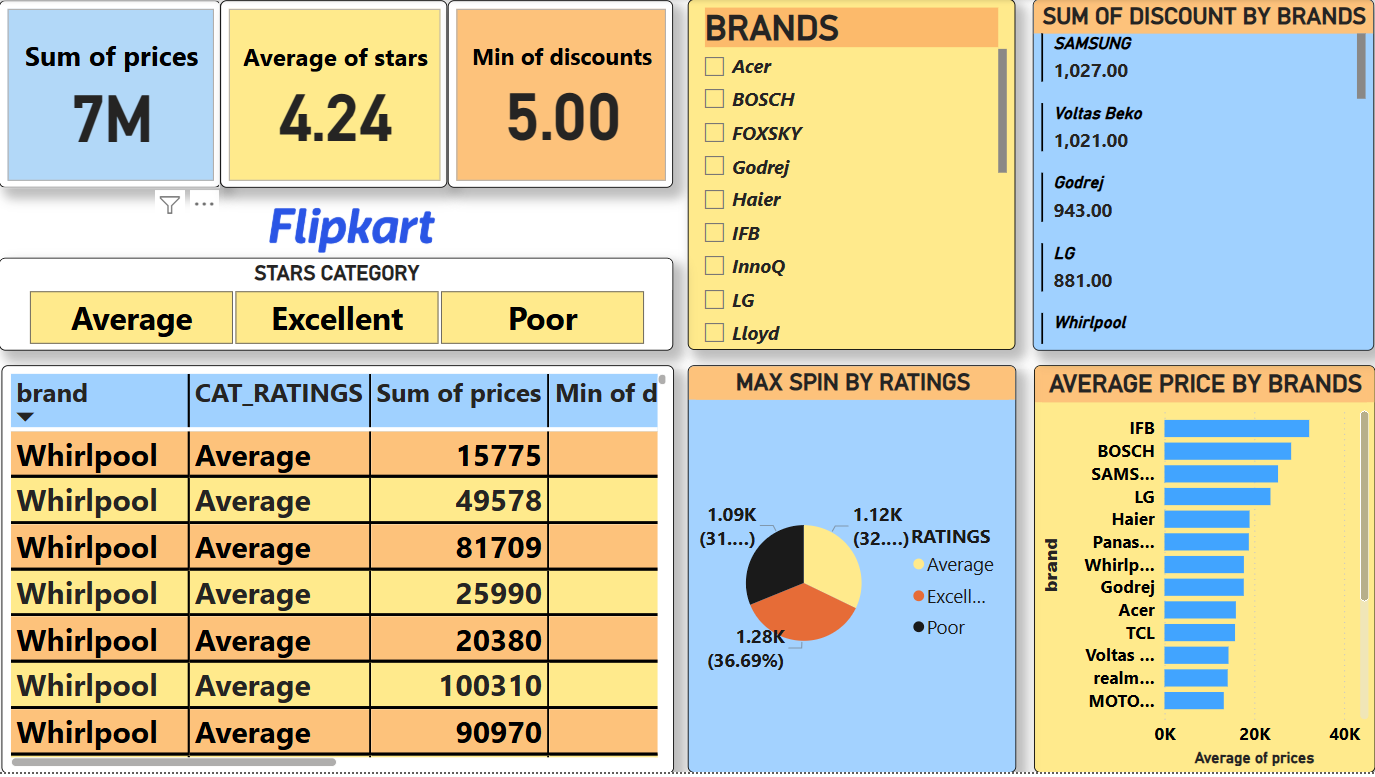 Sum of prices
7M
Average of stars
4.24
Min of discounts
5.00
Flipkart
STARS CATEGORY
Average Excellent Poor
BRANDS
Acer
BOSCH
FOXSKY
Godrej
Haier
IFB
InnoQ
LG
Lloyd
SUM OF DISCOUNT BY BRANDS
SAMSUNG
1,027.00
Voltas Beko
1,021.00
Godrej
943.00
LG
881.00
Whirlpool
brand CAT_RATINGS Sum of prices Min of d
Whirlpool Average 15775
Whirlpool Average 49578
Whirlpool Average 81709
Whirlpool Average 25990
Whirlpool Average 20380
Whirlpool Average 100310
Whirlpool Average 90970
MAX SPIN BY RATINGS
1.09K
(31....)
1.12K
(32....)
1.28K
(36.69%)
RATINGS
Average
Excell...
Poor
AVERAGE PRICE BY BRANDS
brand
IFB
BOSCH
SAMS...
LG
Haier
Panas...
Whirlp...
Godrej
Acer
TCL
Voltas ...
realm...
MOTO...
0K 20K 40K
Average of prices